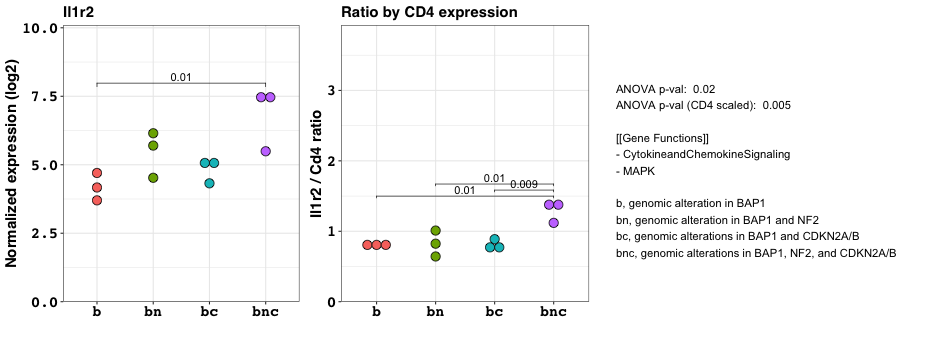 Il1r2
Normalized expression (log2)
10.0
7.5
5.0
2.5
0.0
0.01
b
bn
bc
bnc
Ratio by CD4 expression
Il1r2 / Cd4 ratio
3
2
1
0
0.01
0.009
0.01
b
bn
bc
bnc
ANOVA p-val: 0.02
ANOVA p-val (CD4 scaled): 0.005
[[Gene Functions]]
- CytokineandChemokineSignaling
- MAPK
b, genomic alteration in BAP1
bn, genomic alteration in BAP1 and NF2
bc, genomic alterations in BAP1 and CDKN2A/B
bnc, genomic alterations in BAP1, NF2, and CDKN2A/B